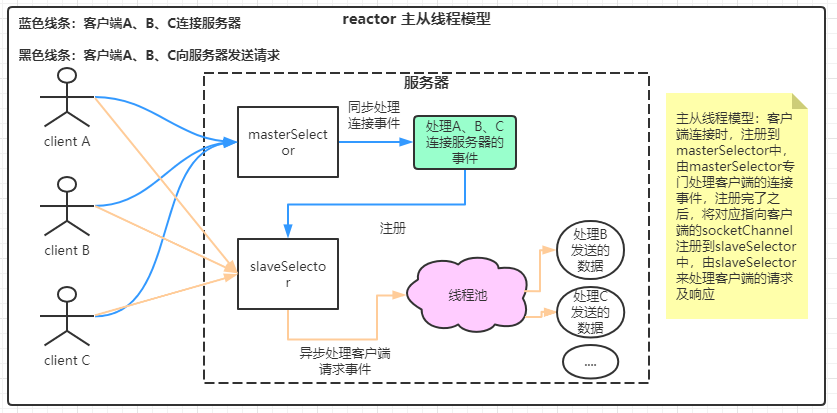 reactor 主从线程模型
蓝色线条：客户端A、B、C连接服务器
黑色线条：客户端A、B、C向服务器发送请求
服务器
client A
client B
client C
masterSelect
or
同步处理
连接事件
处理A、B、C
连接服务器的
事件
注册
slaveSelecto
r
线程池
异步处理客户端
请求事件
处理B
发送的
数据
处理C
发送的
数据
....
主从线程模型：客户
端连接时，注册到
masterSelector中，
由masterSelector专
门处理客户端的连接
事件，注册完了之
后，将对应指向客户
端的socketChannel
注册到slaveSelector
中，由slaveSelector
来处理客户端的请求
及响应